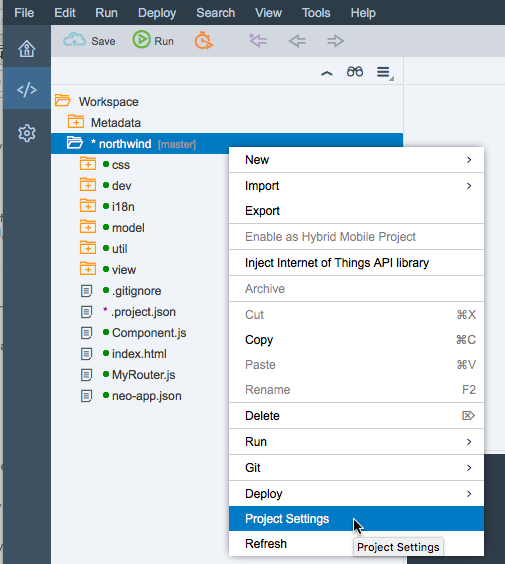 File Edit Run Deploy Search View Tools Help
Save Run
Workspace
Metadata
* northwind [master]
css
dev
i18n
model
util
view
.gitignore
* .project.json
Component.js
index.html
MyRouter.js
neo-app.json
New
Import
Export
Enable as Hybrid Mobile Project
Inject Internet of Things API library
Archive
Cut ⌘X
Copy ⌘C
Paste ⌘V
Rename F2
Delete ⌦
Run
Git
Deploy
Project Settings
Project Settings
Refresh